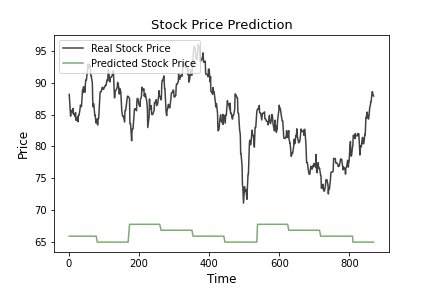 Stock Price Prediction
Real Stock Price
Predicted Stock Price
Price
95
90
85
80
75
70
65
0 200 400 600 800
Time